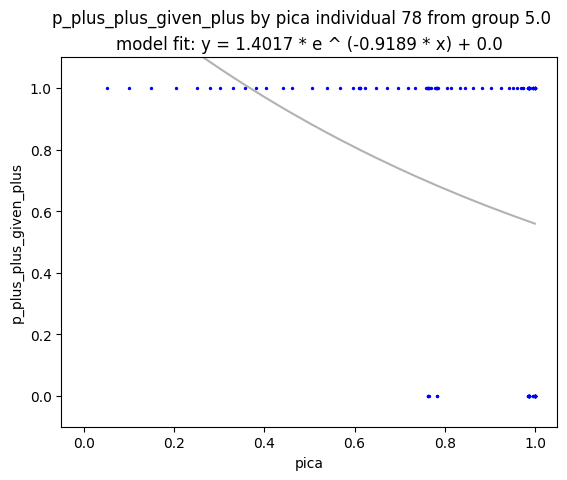 p_plus_plus_given_plus by pica individual 78 from group 5.0
model fit: y = 1.4017 * e ^ (-0.9189 * x) + 0.0
p_plus_plus_given_plus
1.0
0.8
0.6
0.4
0.2
0.0
0.0 0.2 0.4 0.6 0.8 1.0
pica